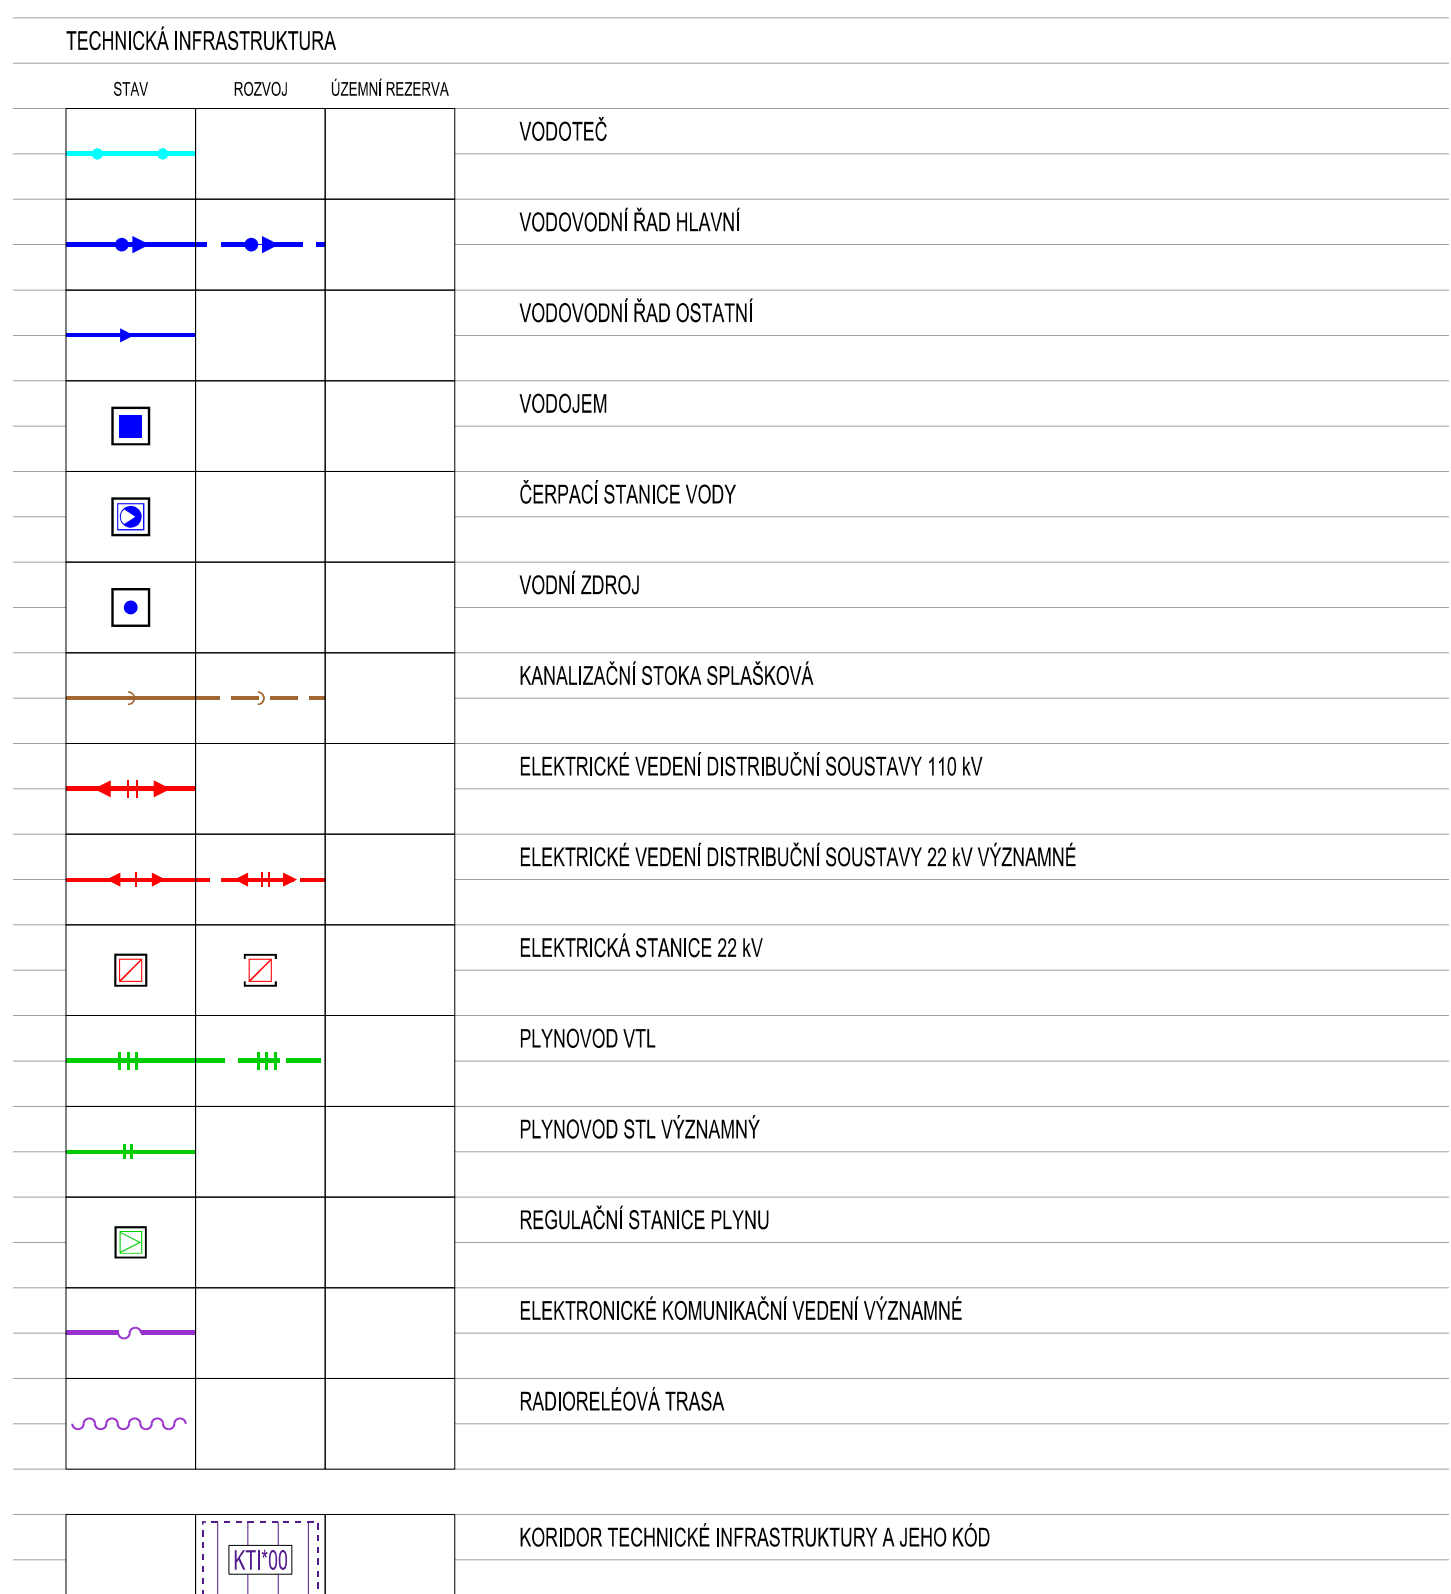 TECHNICKÁ INFRASTRUKTURA
STAV ROZVOJ ÚZEMNÍ REZERVA
VODOTEČ
VODOVODNÍ ŘAD HLAVNÍ
VODOVODNÍ ŘAD OSTATNÍ
VODOJEM
ČERPACÍ STANICE VODY
VODNÍ ZDROJ
KANALIZAČNÍ STOKA SPLAŠKOVÁ
ELEKTRICKÉ VEDENÍ DISTRIBUČNÍ SOUSTAVY 110 kV
ELEKTRICKÉ VEDENÍ DISTRIBUČNÍ SOUSTAVY 22 kV VÝZNAMNÉ
ELEKTRICKÁ STANICE 22 kV
PLYNOVOD VTL
PLYNOVOD STL VÝZNAMNÝ
REGULAČNÍ STANICE PLYNU
ELEKTRONICKÉ KOMUNIKAČNÍ VEDENÍ VÝZNAMNÉ
RADIORELÉOVÁ TRASA
KORIDOR TECHNICKÉ INFRASTRUKTURY A JEHO KÓD
KTI*00